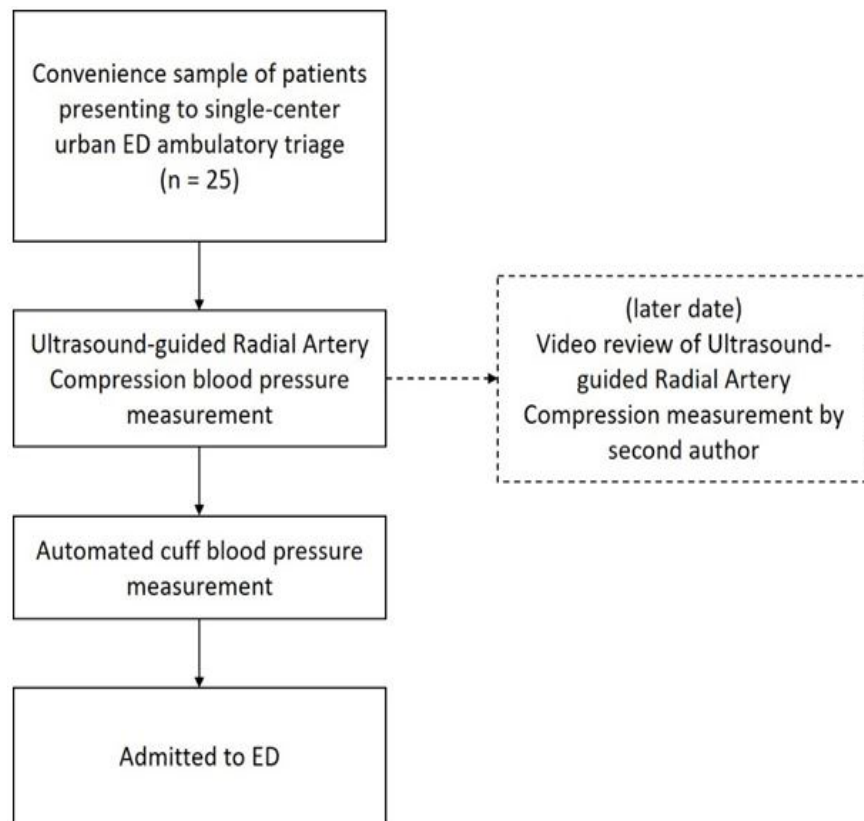 Convenience sample of patients
presenting to single-center
urban ED ambulatory triage
(n = 25)
Ultrasound-guided Radial Artery
Compression blood pressure
measurement
(later date)
Video review of Ultrasound-
guided Radial Artery
Compression measurement by
second author
Automated cuff blood pressure
measurement
Admitted to ED